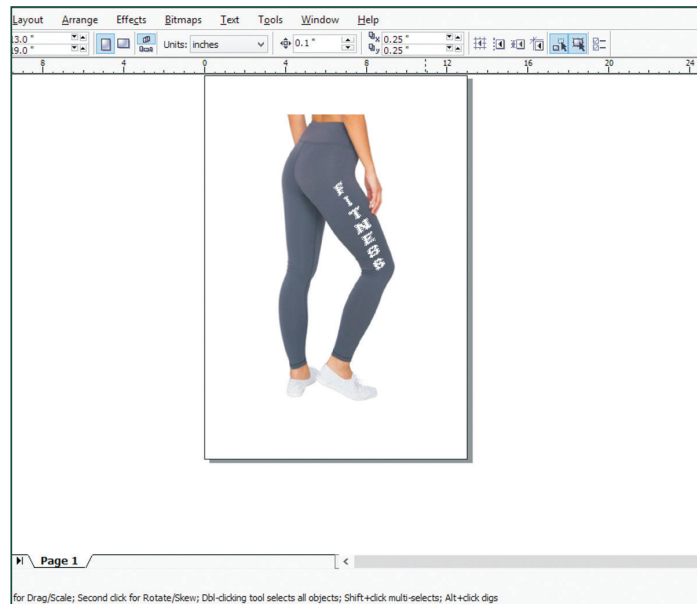 Layout Arrange Effects Bitmaps Text Tools Window Help
3.0 " Units: inches 0.1 " x 0.25 "
9.0 " y 0.25 "
8 4 0 4 8 12 16 20 24
FITNESS
Page 1
for Drag/Scale; Second click for Rotate/Skew; Dbl-clicking tool selects all objects; Shift+click multi-selects; Alt+click digs